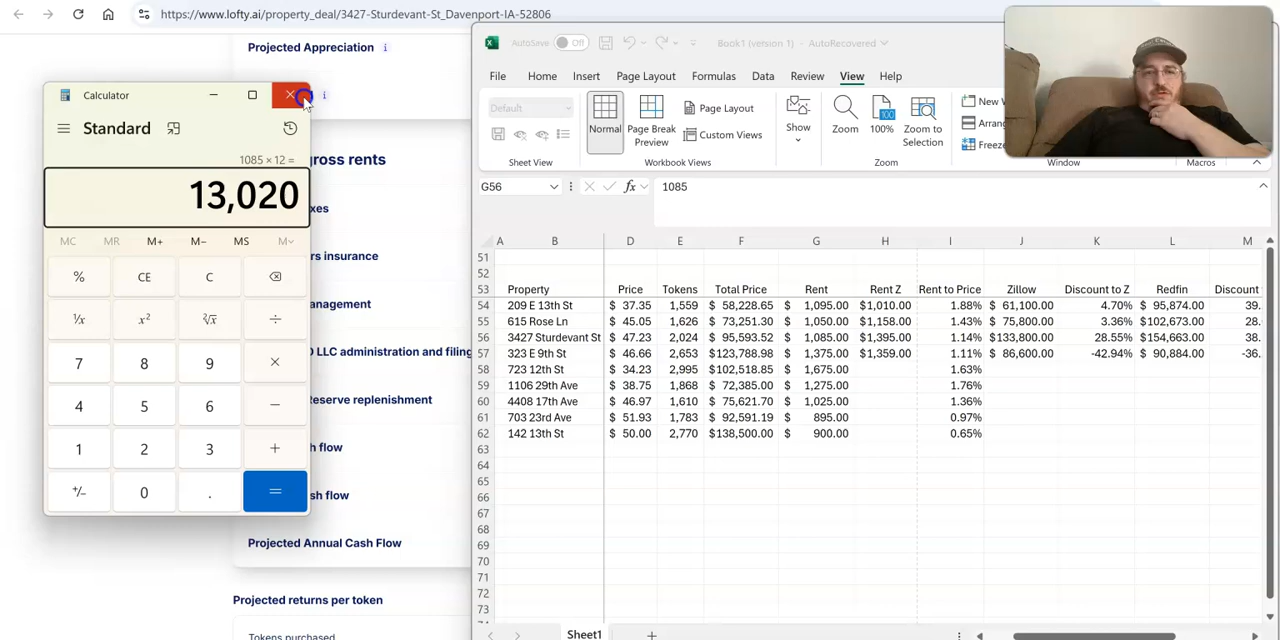 https://www.lofty.ai/property_deal/3427-Sturdevant-St_Davenport-IA-52806
Projected Appreciation i
i
gross rents
xes
rs insurance
nagement
O LLC administration and filing
Reserve replenishment
h flow
sh flow
Projected Annual Cash Flow
Projected returns per token
Tokens purchased
Calculator
Standard
1085 × 12 =
13,020
MC MR M+ M− MS M˅
% CE C
¹/x x² ²√x ÷
7 8 9 ×
4 5 6 −
1 2 3 +
+/− 0 . =
AutoSave Off Book1 (version 1) - AutoRecovered
File Home Insert Page Layout Formulas Data Review View Help
Default
Normal
Page Break Preview
Page Layout
Custom Views
Show
Zoom
100%
100
Zoom to Selection
New W
Arrang
Freeze
Sheet View Workbook Views Zoom Window Macros
G56 fx 1085
A B D E F G H I J K L M
51
52
53 Property Price Tokens Total Price Rent Rent Z Rent to Price Zillow Discount to Z Redfin Discount
54 209 E 13th St $ 37.35 1,559 $ 58,228.65 $ 1,095.00 $1,010.00 1.88% $ 61,100.00 4.70% $ 95,874.00 39.
55 615 Rose Ln $ 45.05 1,626 $ 73,251.30 $ 1,050.00 $1,158.00 1.43% $ 75,800.00 3.36% $102,673.00 28.
56 3427 Sturdevant St $ 47.23 2,024 $ 95,593.52 $ 1,085.00 $1,395.00 1.14% $133,800.00 28.55% $154,663.00 38.
57 323 E 9th St $ 46.66 2,653 $123,788.98 $ 1,375.00 $1,359.00 1.11% $ 86,600.00 -42.94% $ 90,884.00 -36.
58 723 12th St $ 34.23 2,995 $102,518.85 $ 1,675.00 1.63%
59 1106 29th Ave $ 38.75 1,868 $ 72,385.00 $ 1,275.00 1.76%
60 4408 17th Ave $ 46.97 1,610 $ 75,621.70 $ 1,025.00 1.36%
61 703 23rd Ave $ 51.93 1,783 $ 92,591.19 $ 895.00 0.97%
62 142 13th St $ 50.00 2,770 $138,500.00 $ 900.00 0.65%
63
64
65
66
67
68
69
70
71
72
73
Sheet1